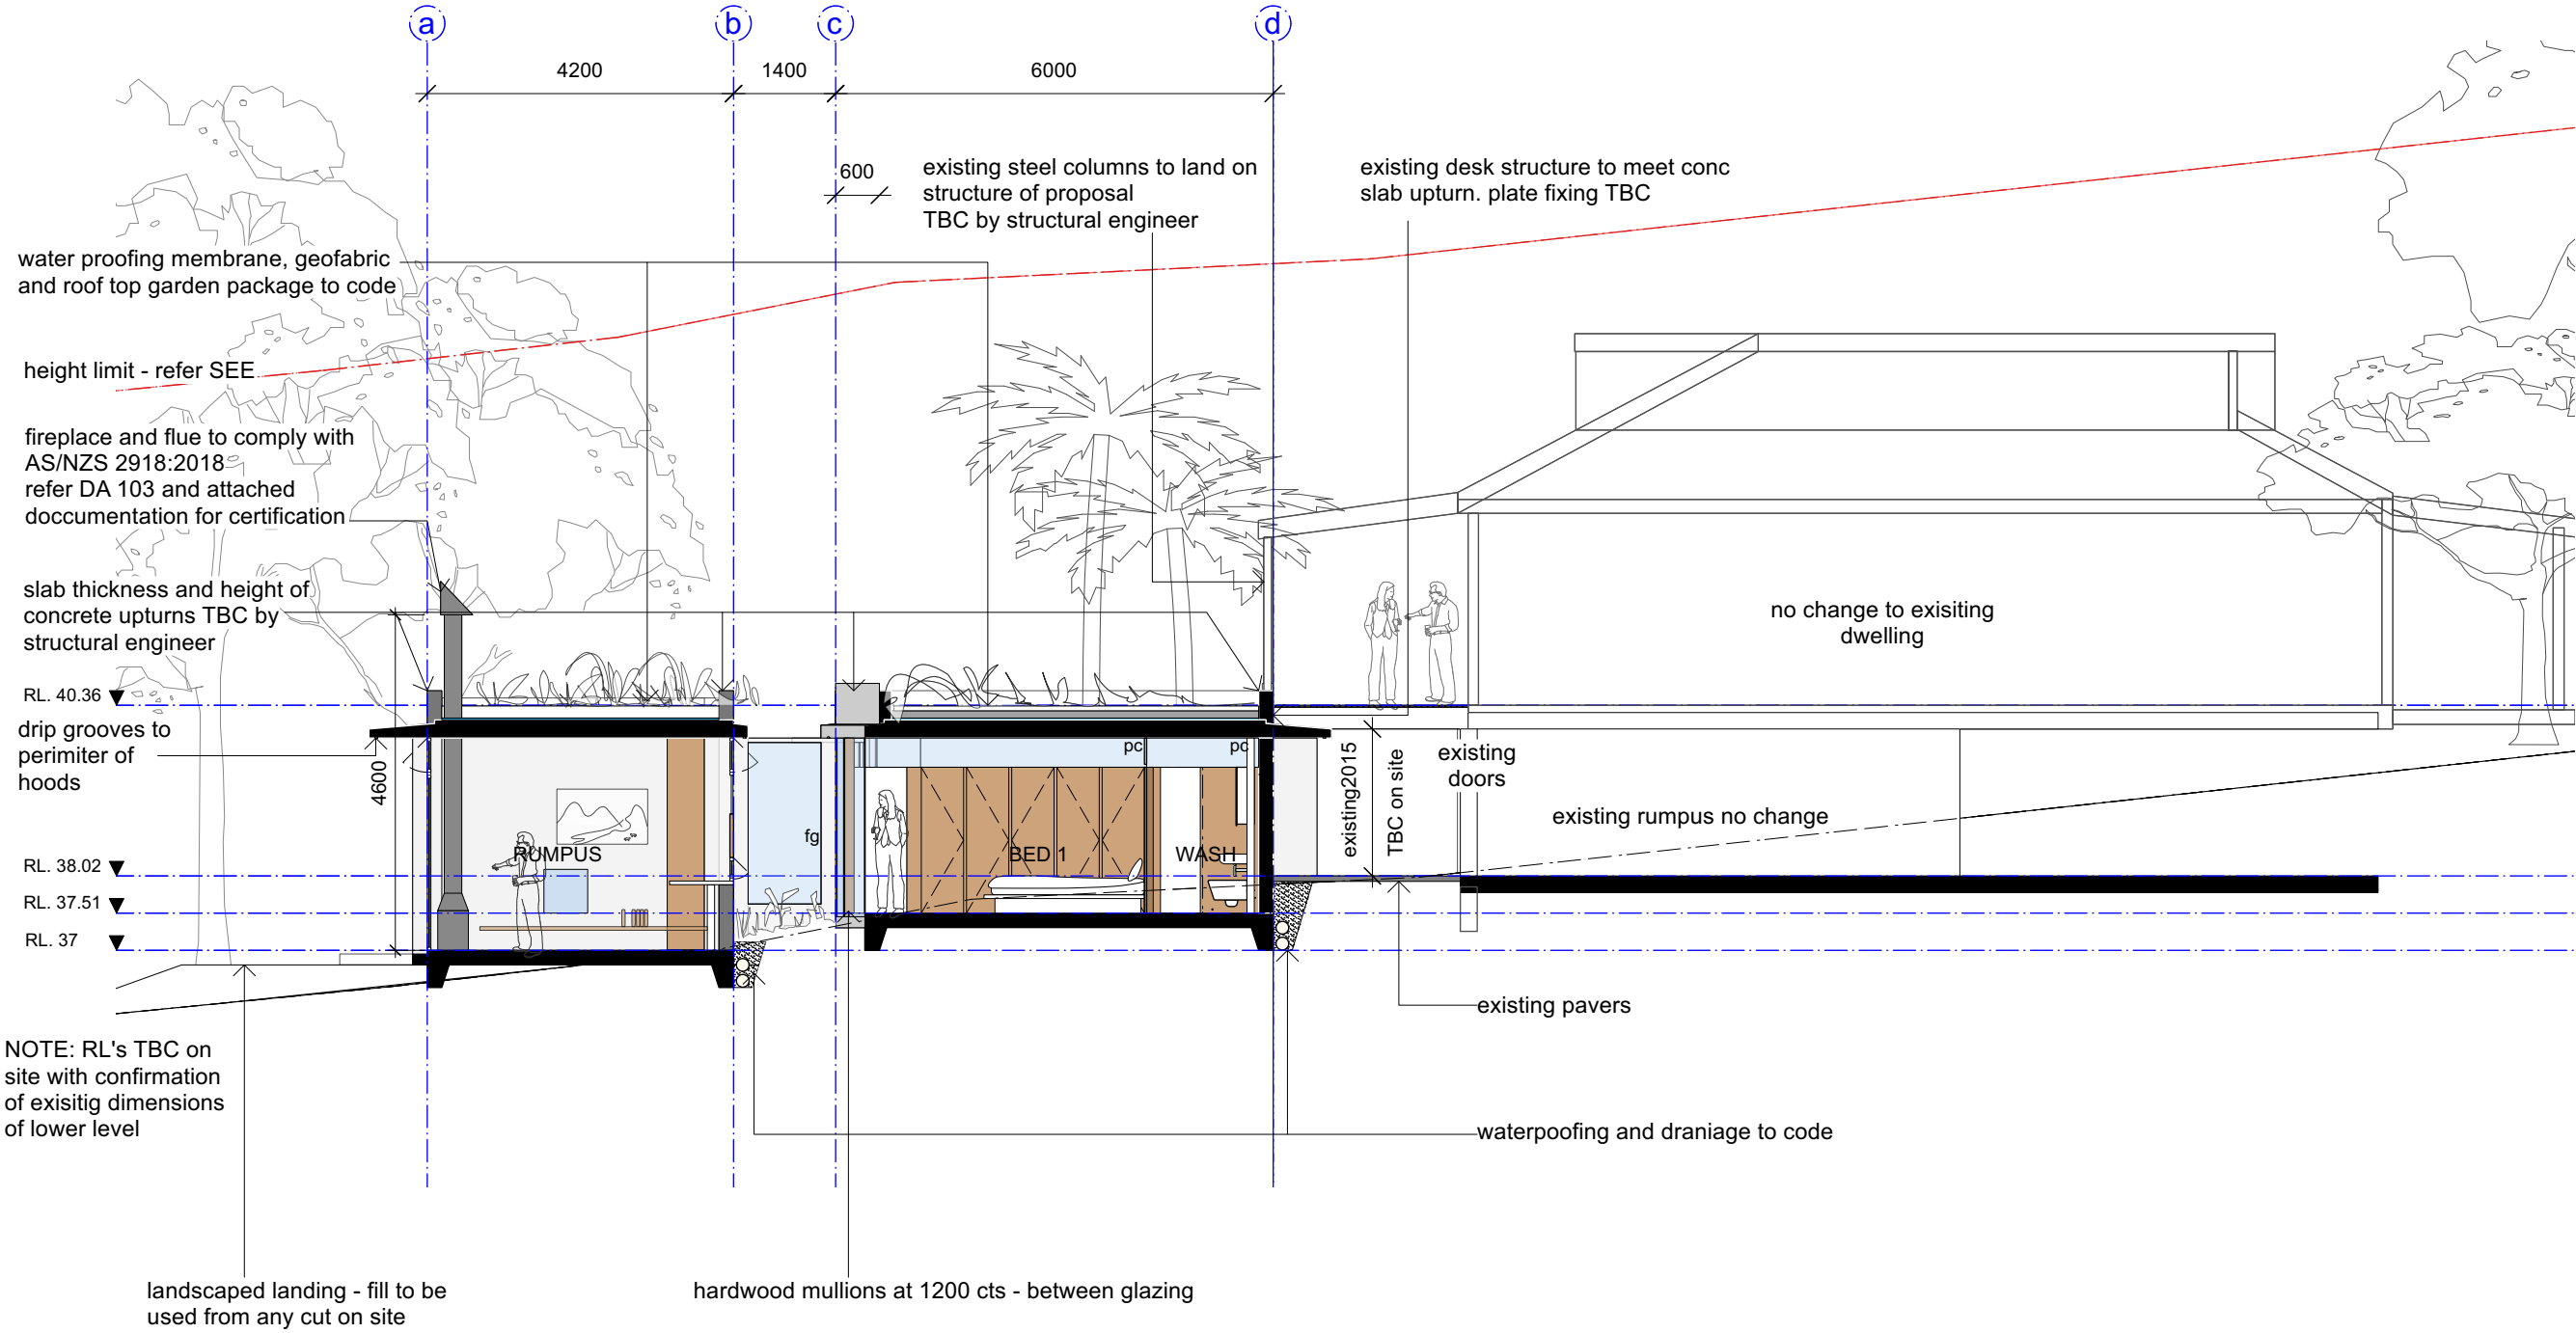 a b c d
4200 1400 6000
600
existing steel columns to land on
structure of proposal
TBC by structural engineer
existing desk structure to meet conc
slab upturn. plate fixing TBC
water proofing membrane, geofabric
and roof top garden package to code
height limit - refer SEE
fireplace and flue to comply with
AS/NZS 2918:2018
refer DA 103 and attached
doccumentation for certification
slab thickness and height of
concrete upturns TBC by
structural engineer
no change to exisiting
dwelling
RL. 40.36
drip grooves to
perimiter of
hoods
4600
pc pc
existing2015
TBC on site
existing
doors
existing rumpus no change
fg
RUMPUS
BED 1
WASH
RL. 38.02
RL. 37.51
RL. 37
existing pavers
NOTE: RL's TBC on
site with confirmation
of exisitig dimensions
of lower level
waterpoofing and draniage to code
landscaped landing - fill to be
used from any cut on site
hardwood mullions at 1200 cts - between glazing